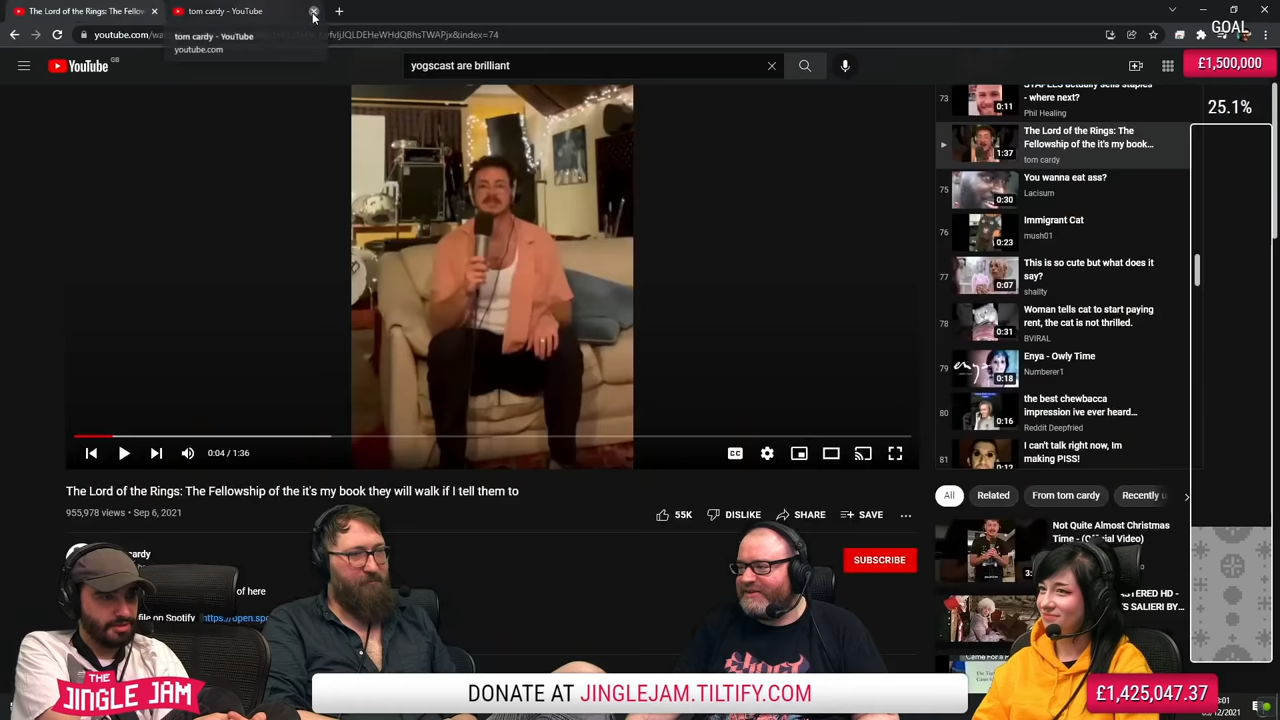 The Lord of the Rings: The Fellow
tom cardy - YouTube
GOAL
youtube.com/wa
&index=74
tom cardy - YouTube
youtube.com
YouTube GB
yogscast are brilliant
£1,500,000
25.1%
73
- where next?
0:11
Phil Healing
The Lord of the Rings: The
Fellowship of the it's my book...
1:37
tom cardy
75
You wanna eat ass?
Lacisum
0:30
76
Immigrant Cat
mush01
0:23
77
This is so cute but what does it
say?
0:07
shailty
78
Woman tells cat to start paying
rent, the cat is not thrilled.
0:31
BVIRAL
79
Enya - Owly Time
Numberer1
enya
0:18
80
the best chewbacca
impression ive ever heard...
0:16
Reddit Deepfried
81
I can't talk right now, Im
making PISS!
0:12
0:04 / 1:36
CC
The Lord of the Rings: The Fellowship of the it's my book they will walk if I tell them to
955,978 views • Sep 6, 2021
55K
DISLIKE
SHARE
SAVE
All
Related
From tom cardy
Recently u
Not Quite Almost Christmas
Time -
cardy
SUBSCRIBE
of here
file on Spotify https://open.spo
THE
JINGLE JAM
DONATE AT JINGLEJAM.TILTIFY.COM
£1,425,047.37